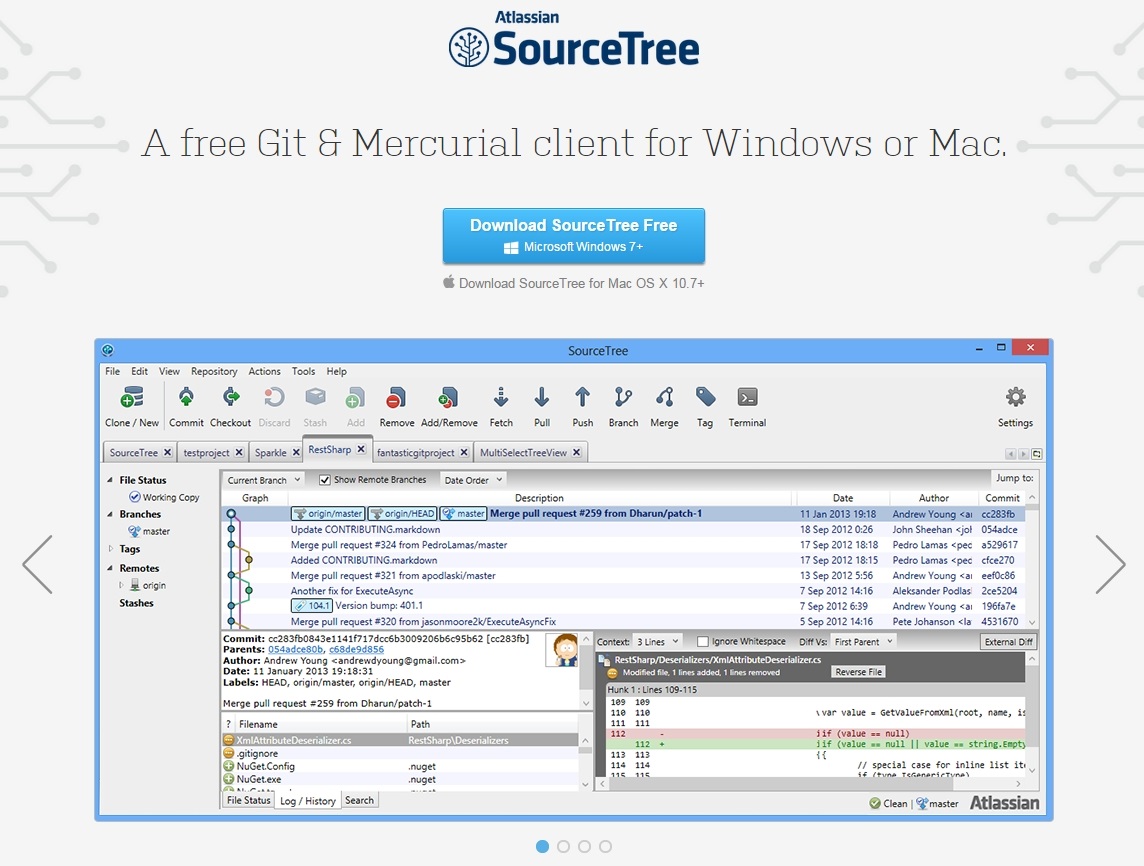 Atlassian
SourceTree
A free Git & Mercurial client for Windows or Mac.
Download SourceTree Free
Microsoft Windows 7+
Download SourceTree for Mac OS X 10.7+
SourceTree
File Edit View Repository Actions Tools Help
Clone / New Commit Checkout Discard Stash Add Remove Add/Remove Fetch Pull Push Branch Merge Tag Terminal Settings
SourceTree testproject Sparkle RestSharp fantasticgitproject MultiSelectTreeView
File Status
Working Copy
Branches
master
Tags
Remotes
origin
Stashes
Current Branch Show Remote Branches Date Order Jump to:
Graph Description Date Author Commit
origin/master origin/HEAD master Merge pull request #259 from Dharun/patch-1 11 Jan 2013 19:18 Andrew Young <a cc283fb
Update CONTRIBUTING.markdown 18 Sep 2012 0:26 John Sheehan <jo 054adce
Merge pull request #324 from PedroLamas/master 17 Sep 2012 18:18 Pedro Lamas <pe a529617
Added CONTRIBUTING.markdown 17 Sep 2012 18:15 Pedro Lamas <pe cfce270
Merge pull request #321 from apodlaski/master 13 Sep 2012 5:56 Andrew Young <a eef0c86
Another fix for ExecuteAsync 7 Sep 2012 14:16 Aleksander Podlas 2ce5204
104.1 Version bump: 401.1 7 Sep 2012 6:39 Andrew Young <a 196fa7e
Merge pull request #320 from jasonmoore2k/ExecuteAsyncFix 5 Sep 2012 14:16 Pete Johanson <la 4531670
Commit: cc283fb0843e1141f717dcc6b3009206b6c95b62 [cc283fb]
Parents: 054adce80b, c68de9d856
Author: Andrew Young <andrewdyoung@gmail.com>
Date: 11 January 2013 19:18:31
Labels: HEAD, origin/master, origin/HEAD, master
Merge pull request #259 from Dharun/patch-1
? Filename Path
XmlAttributeDeserializer.cs RestSharp\Deserializers
.gitignore
NuGet.Config .nuget
NuGet.exe .nuget
Context: 3 Lines Ignore Whitespace Diff Vs: First Parent External Diff
RestSharp/Deserializers/XmlAttributeDeserializer.cs
Modified file, 1 lines added, 1 lines removed Reverse File
Hunk 1 : Lines 109-115
109 109
110 110 var value = GetValueFromXml(root, name, is
111 111
112 - if (value == null)
112 + if (value == null || value == string.Empty
113 113 {
114 114 // special case for inline list ite
115 115 if (type.IsGenericType)
File Status Log / History Search
Clean | master Atlassian